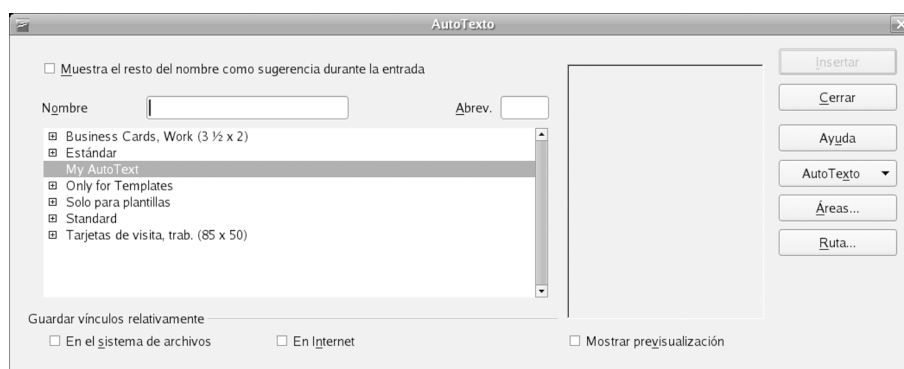 AutoTexto
Muestra el resto del nombre como sugerencia durante la entrada
Nombre
Abrev.
Business Cards, Work (3 ½ x 2)
Estándar
My AutoText
Only for Templates
Solo para plantillas
Standard
Tarjetas de visita, trab. (85 x 50)
Guardar vínculos relativamente
En el sistema de archivos
En Internet
Mostrar previsualización
Insertar
Cerrar
Ayuda
AutoTexto
Áreas...
Ruta...